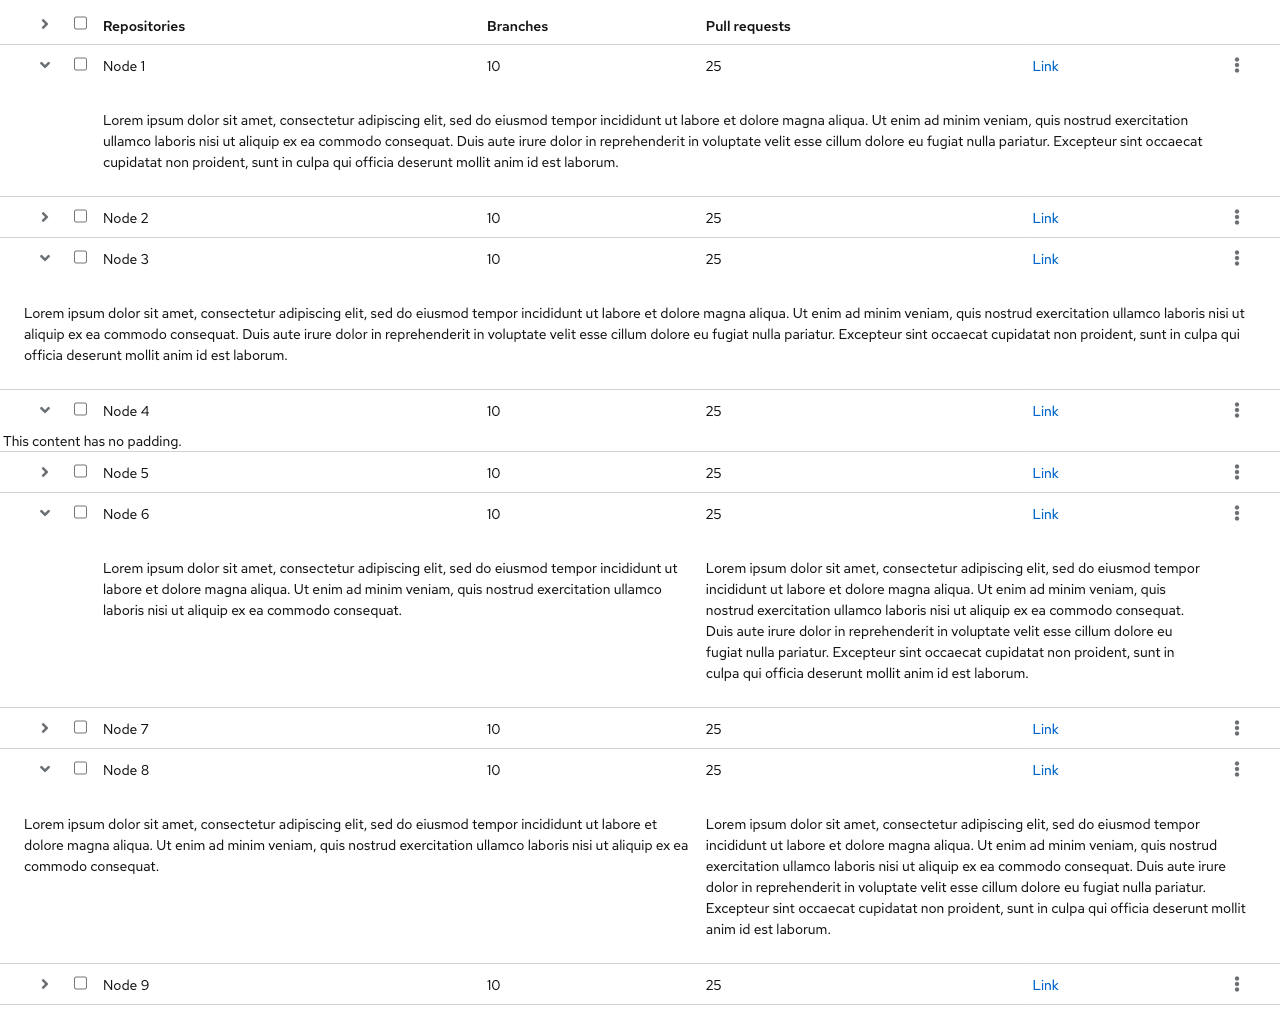 Repositories Branches Pull requests
Node 1 10 25 Link
Lorem ipsum dolor sit amet, consectetur adipiscing elit, sed do eiusmod tempor incididunt ut labore et dolore magna aliqua. Ut enim ad minim veniam, quis nostrud exercitation
ullamco laboris nisi ut aliquip ex ea commodo consequat. Duis aute irure dolor in reprehenderit in voluptate velit esse cillum dolore eu fugiat nulla pariatur. Excepteur sint occaecat
cupidatat non proident, sunt in culpa qui officia deserunt mollit anim id est laborum.
Node 2 10 25 Link
Node 3 10 25 Link
Lorem ipsum dolor sit amet, consectetur adipiscing elit, sed do eiusmod tempor incididunt ut labore et dolore magna aliqua. Ut enim ad minim veniam, quis nostrud exercitation ullamco laboris nisi ut
aliquip ex ea commodo consequat. Duis aute irure dolor in reprehenderit in voluptate velit esse cillum dolore eu fugiat nulla pariatur. Excepteur sint occaecat cupidatat non proident, sunt in culpa qui
officia deserunt mollit anim id est laborum.
Node 4 10 25 Link
This content has no padding.
Node 5 10 25 Link
Node 6 10 25 Link
Lorem ipsum dolor sit amet, consectetur adipiscing elit, sed do eiusmod tempor incididunt ut
labore et dolore magna aliqua. Ut enim ad minim veniam, quis nostrud exercitation ullamco
laboris nisi ut aliquip ex ea commodo consequat.
Lorem ipsum dolor sit amet, consectetur adipiscing elit, sed do eiusmod tempor
incididunt ut labore et dolore magna aliqua. Ut enim ad minim veniam, quis
nostrud exercitation ullamco laboris nisi ut aliquip ex ea commodo consequat.
Duis aute irure dolor in reprehenderit in voluptate velit esse cillum dolore eu
fugiat nulla pariatur. Excepteur sint occaecat cupidatat non proident, sunt in
culpa qui officia deserunt mollit anim id est laborum.
Node 7 10 25 Link
Node 8 10 25 Link
Lorem ipsum dolor sit amet, consectetur adipiscing elit, sed do eiusmod tempor incididunt ut labore et
dolore magna aliqua. Ut enim ad minim veniam, quis nostrud exercitation ullamco laboris nisi ut aliquip ex ea
commodo consequat.
Lorem ipsum dolor sit amet, consectetur adipiscing elit, sed do eiusmod tempor
incididunt ut labore et dolore magna aliqua. Ut enim ad minim veniam, quis nostrud
exercitation ullamco laboris nisi ut aliquip ex ea commodo consequat. Duis aute irure
dolor in reprehenderit in voluptate velit esse cillum dolore eu fugiat nulla pariatur.
Excepteur sint occaecat cupidatat non proident, sunt in culpa qui officia deserunt mollit
anim id est laborum.
Node 9 10 25 Link